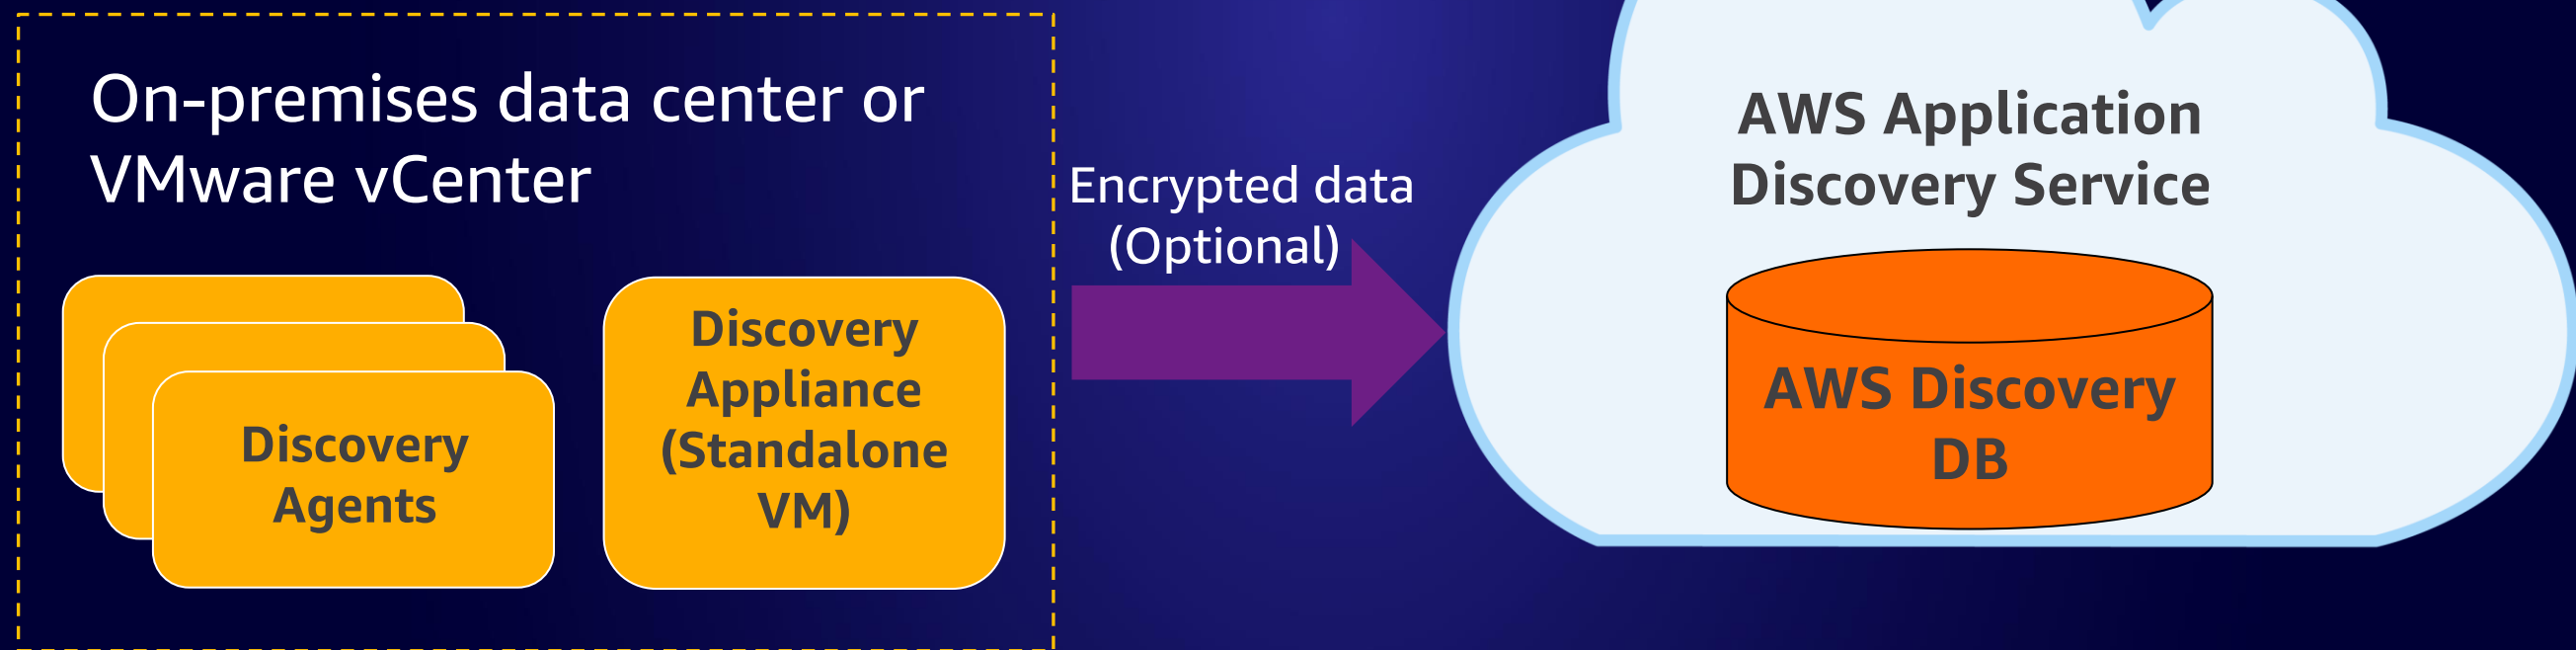 On-premises data center or
VMware vCenter
Discovery
Agents
Discovery
Appliance
(Standalone
VM)
Encrypted data
(Optional)
AWS Application
Discovery Service
AWS Discovery
DB